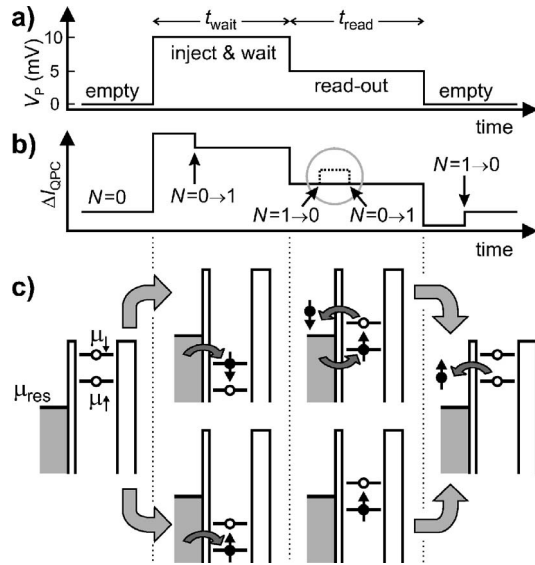 a)
t_wait
t_read
V_P (mV)
10
5
0
empty
inject & wait
read-out
empty
time
b)
ΔI_QPC
N=0
N=0→1
N=1→0
N=0→1
N=1→0
time
c)
μ↓
μ↑
μ_res